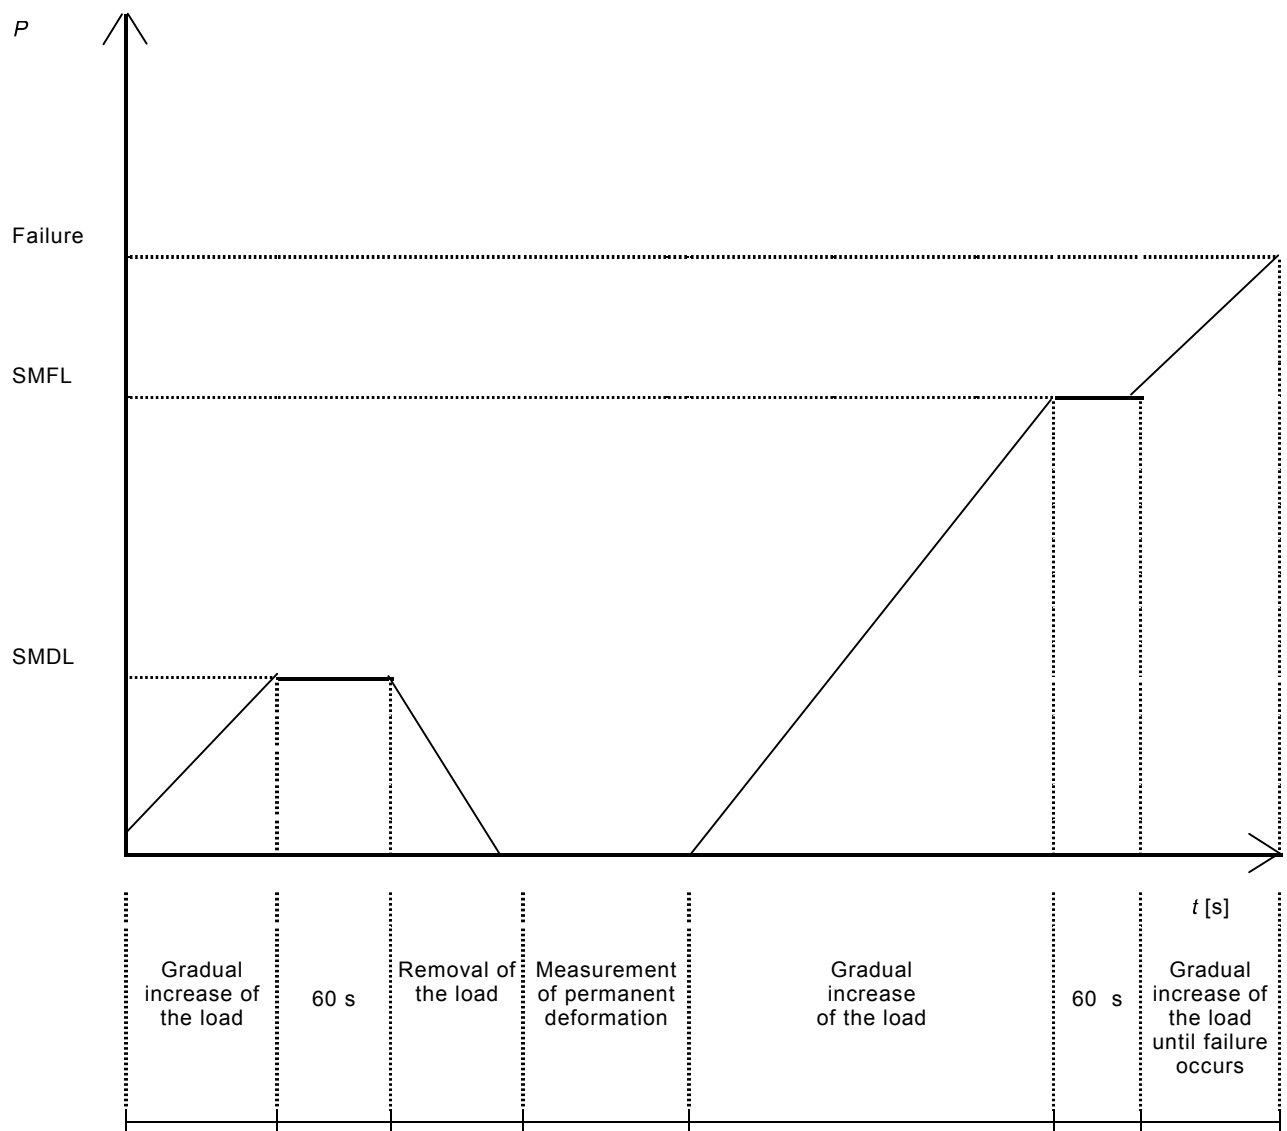 P
Failure
SMFL
SMDL
t [s]
Gradual
increase of
the load
60 s
Removal of
the load
Measurement
of permanent
deformation
Gradual
increase
of the load
60 s
Gradual
increase of
the load
until failure
occurs